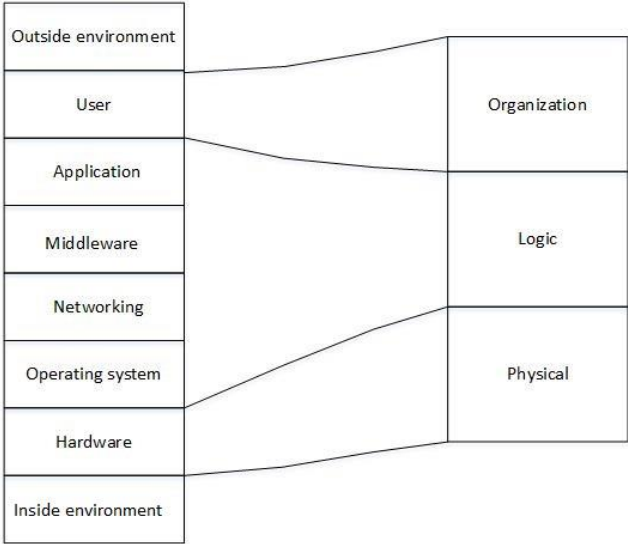 Outside environment
User
Application
Middleware
Networking
Operating system
Hardware
Inside environment
Organization
Logic
Physical